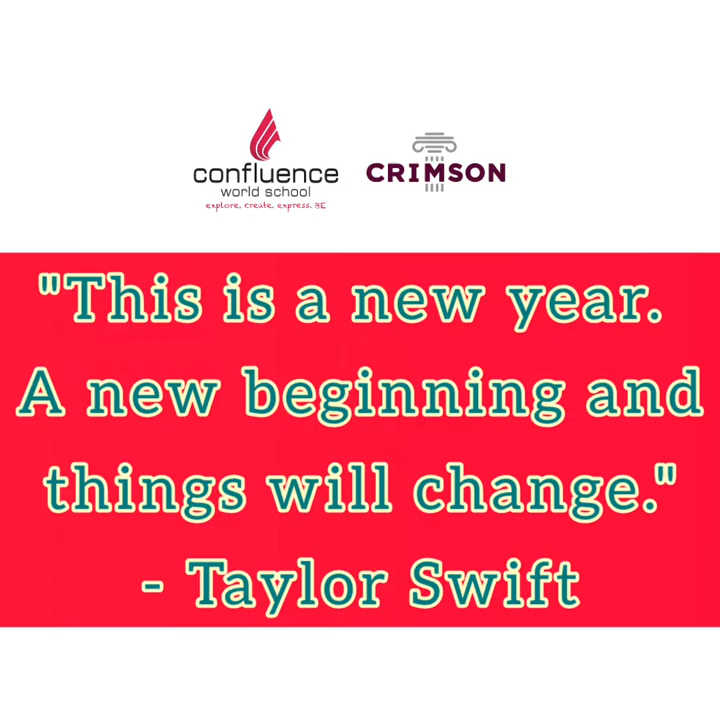 confluence
world school
explore. create. express. 3E
CRIMSON
"This is a new year.
A new beginning and
things will change."
- Taylor Swift